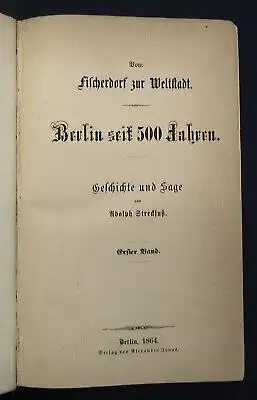 Vom
Fischerdorf zur Weltstadt.
Berlin seit 500 Jahren.
Geschichte und Sage
von
Adolph Streckfuß.
Erster Band.
Berlin, 1864.
Verlag von Alexander Jonas.